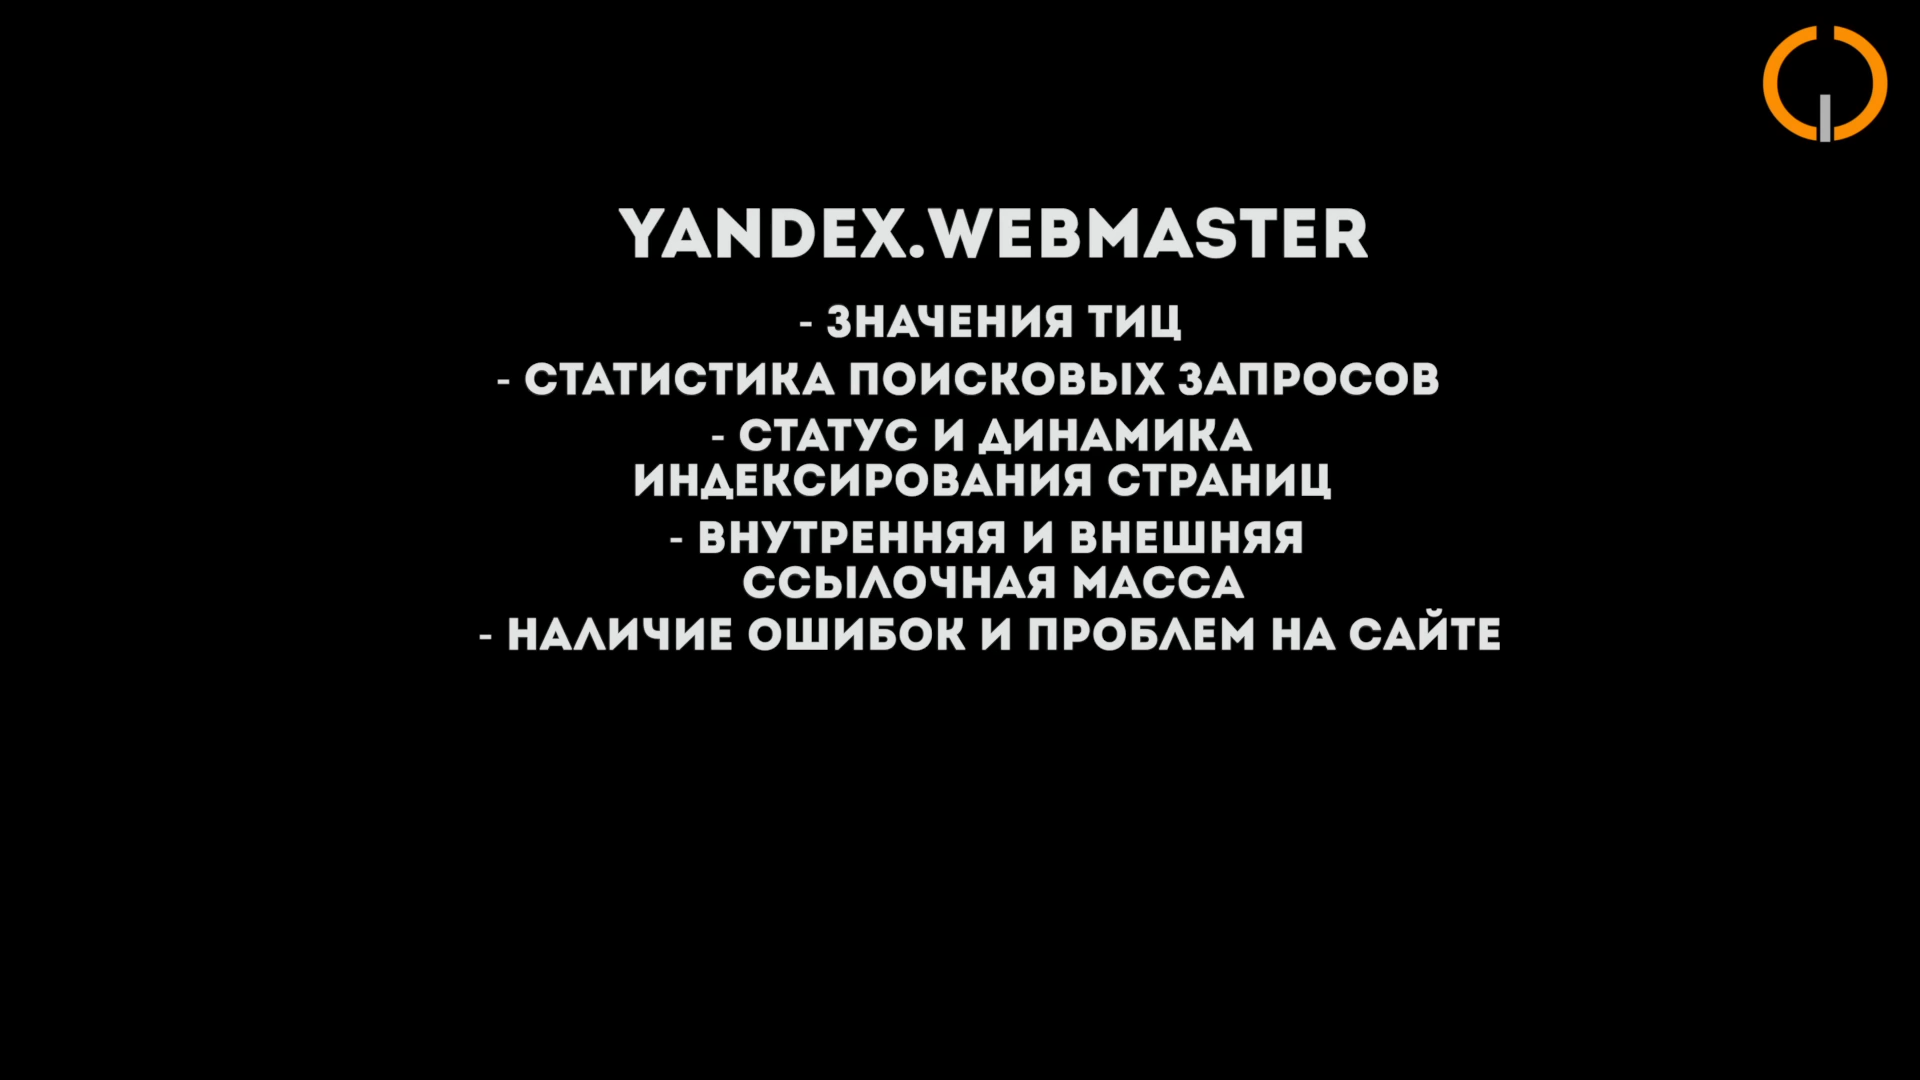 YANDEX.WEBMASTER
- ЗНАЧЕНИЯ ТИЦ
- СТАТИСТИКА ПОИСКОВЫХ ЗАПРОСОВ
- СТАТУС И ДИНАМИКА
ИНДЕКСИРОВАНИЯ СТРАНИЦ
- ВНУТРЕННЯЯ И ВНЕШНЯЯ
ССЫЛОЧНАЯ МАССА
- НАЛИЧИЕ ОШИБОК И ПРОБЛЕМ НА САЙТЕ